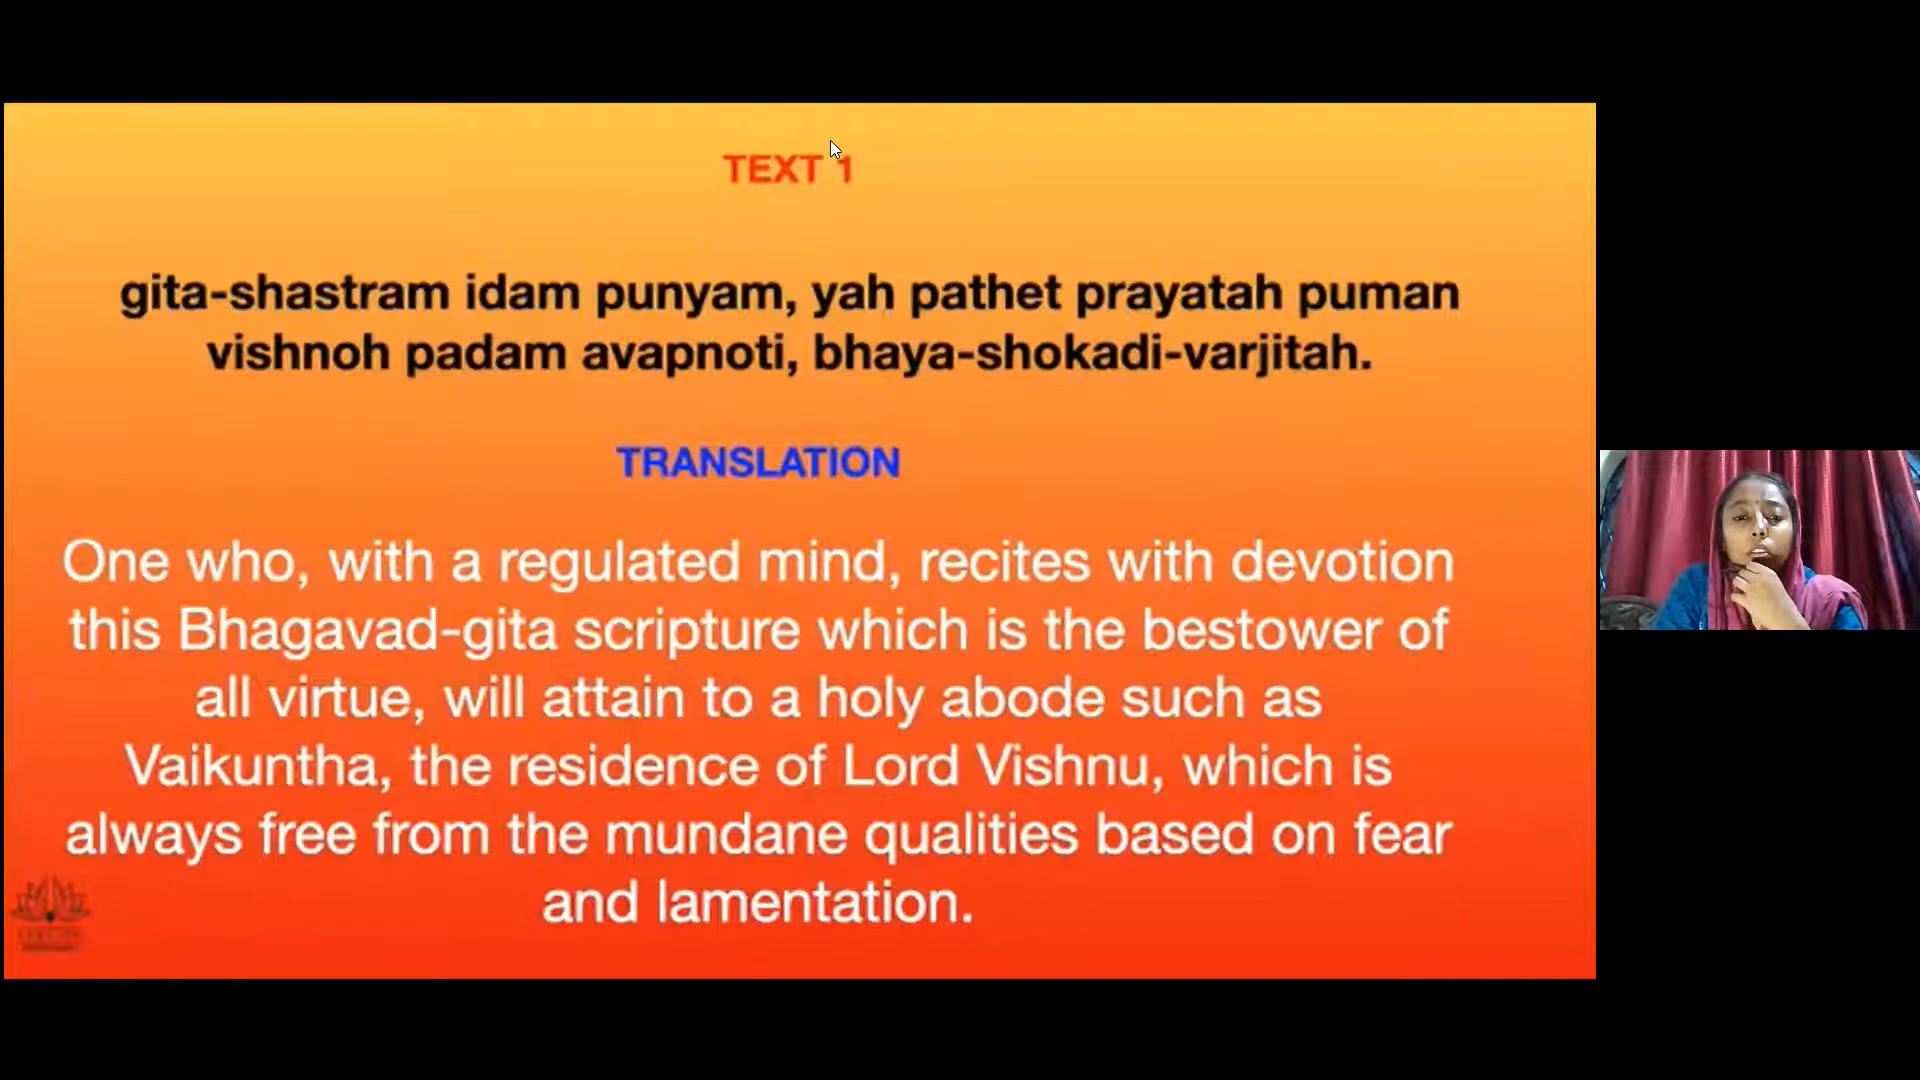 TEXT 1
gita-shastram idam punyam, yah pathet prayatah puman
vishnoh padam avapnoti, bhaya-shokadi-varjitah.
TRANSLATION
One who, with a regulated mind, recites with devotion
this Bhagavad-gita scripture which is the bestower of
all virtue, will attain to a holy abode such as
Vaikuntha, the residence of Lord Vishnu, which is
always free from the mundane qualities based on fear
and lamentation.